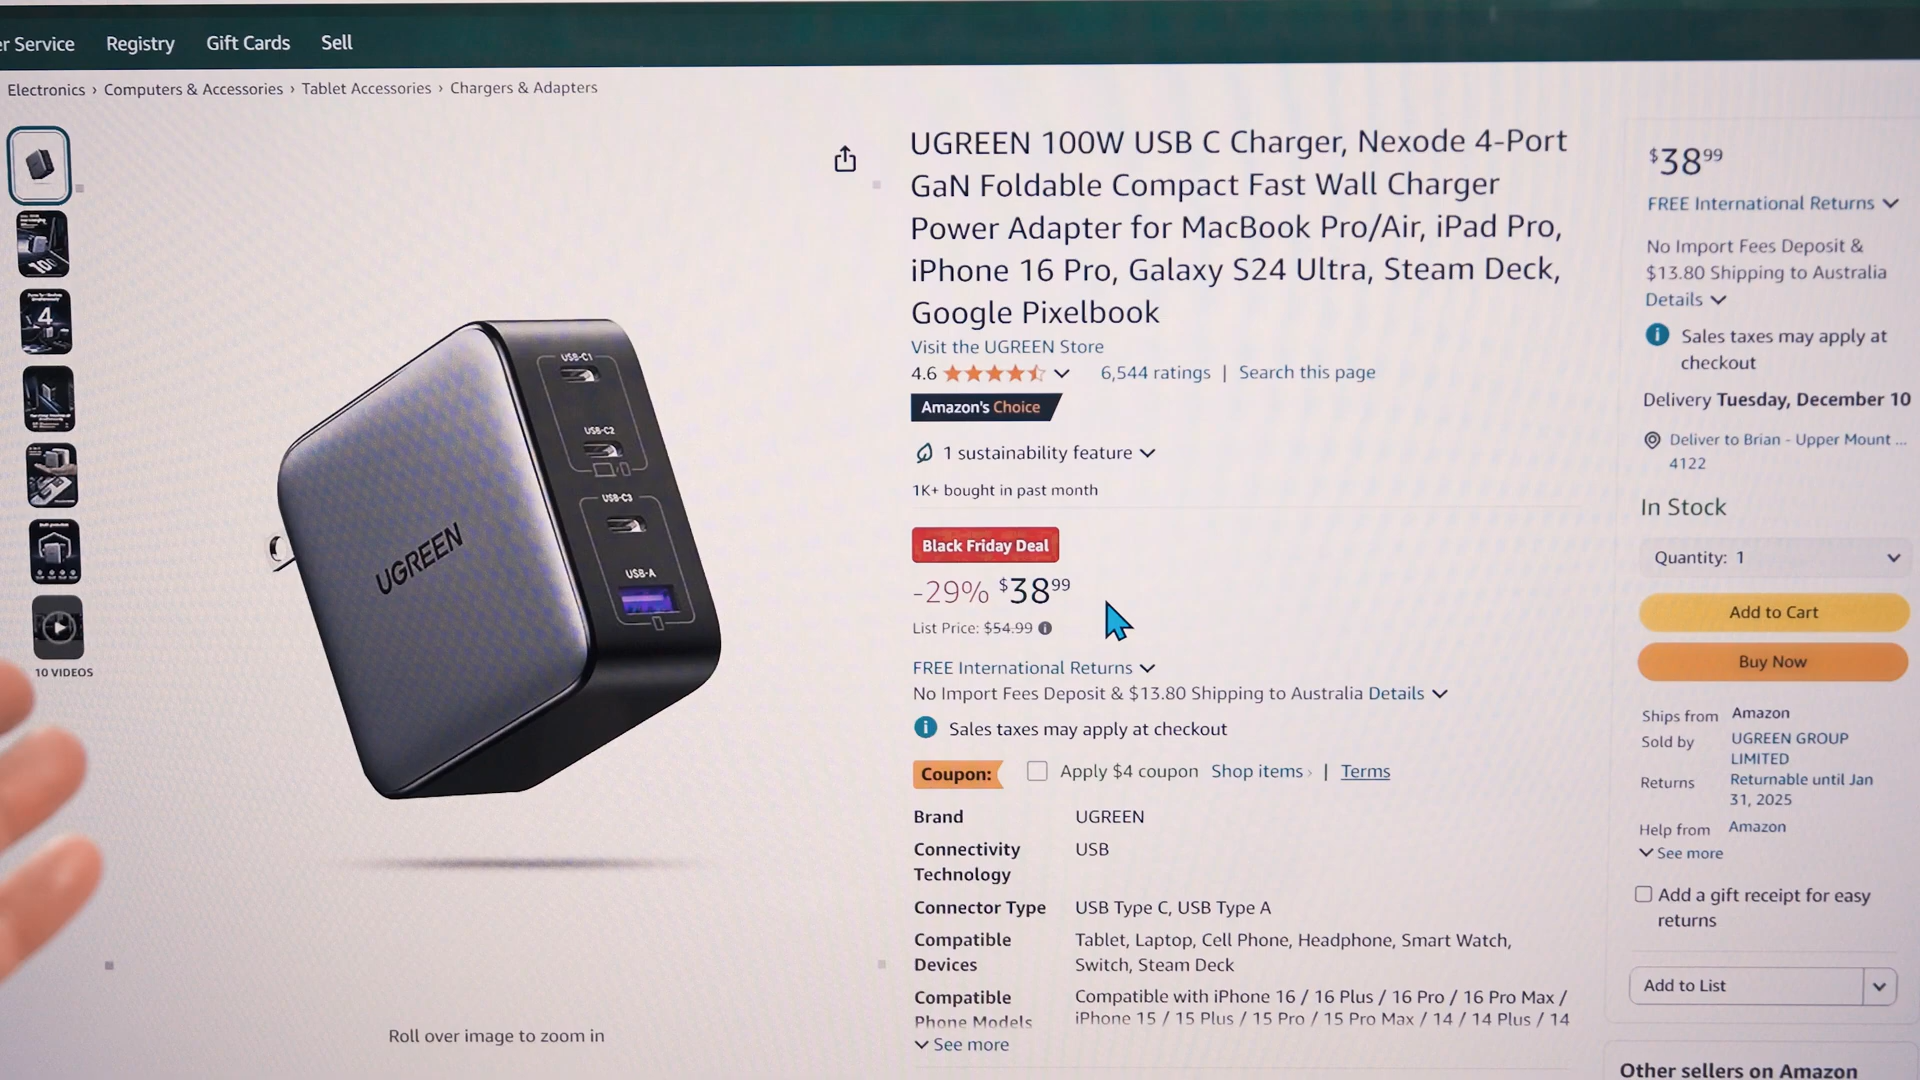 er Service Registry Gift Cards Sell
Electronics › Computers & Accessories › Tablet Accessories › Chargers & Adapters
4
10 VIDEOS
USB-C1
USB-C2
USB-C3
USB-A
UGREEN
Roll over image to zoom in
UGREEN 100W USB C Charger, Nexode 4-Port
GaN Foldable Compact Fast Wall Charger
Power Adapter for MacBook Pro/Air, iPad Pro,
iPhone 16 Pro, Galaxy S24 Ultra, Steam Deck,
Google Pixelbook
Visit the UGREEN Store
4.6 6,544 ratings | Search this page
Amazon's Choice
1 sustainability feature
1K+ bought in past month
Black Friday Deal
-29% $38 99
List Price: $54.99
FREE International Returns
No Import Fees Deposit & $13.80 Shipping to Australia Details
Sales taxes may apply at checkout
Coupon: Apply $4 coupon Shop items › | Terms
Brand UGREEN
Connectivity USB
Technology
Connector Type USB Type C, USB Type A
Compatible Tablet, Laptop, Cell Phone, Headphone, Smart Watch,
Devices Switch, Steam Deck
Compatible Compatible with iPhone 16 / 16 Plus / 16 Pro / 16 Pro Max /
Phone Models iPhone 15 / 15 Plus / 15 Pro / 15 Pro Max / 14 / 14 Plus / 14
See more
$38 99
FREE International Returns
No Import Fees Deposit &
$13.80 Shipping to Australia
Details
Sales taxes may apply at
checkout
Delivery Tuesday, December 10
Deliver to Brian - Upper Mount ...
4122
In Stock
Quantity: 1
Add to Cart
Buy Now
Ships from Amazon
Sold by UGREEN GROUP
LIMITED
Returns Returnable until Jan
31, 2025
Help from Amazon
See more
Add a gift receipt for easy
returns
Add to List
Other sellers on Amazon